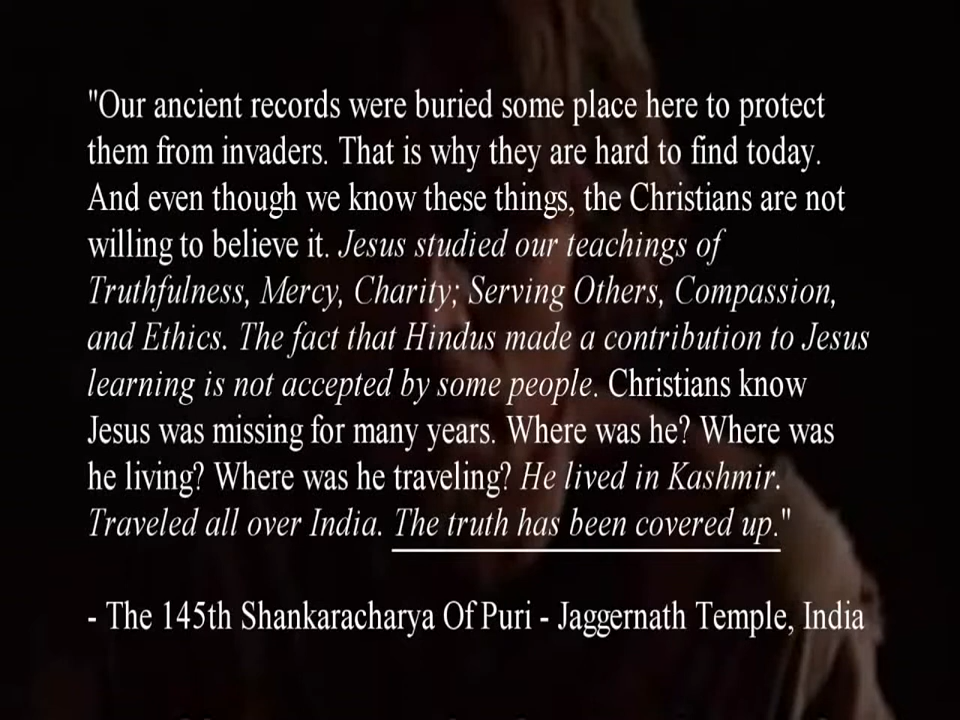 "Our ancient records were buried some place here to protect
them from invaders. That is why they are hard to find today.
And even though we know these things, the Christians are not
willing to believe it. Jesus studied our teachings of
Truthfulness, Mercy, Charity; Serving Others, Compassion,
and Ethics. The fact that Hindus made a contribution to Jesus
learning is not accepted by some people. Christians know
Jesus was missing for many years. Where was he? Where was
he living? Where was he traveling? He lived in Kashmir.
Traveled all over India. The truth has been covered up."
- The 145th Shankaracharya Of Puri - Jaggernath Temple, India